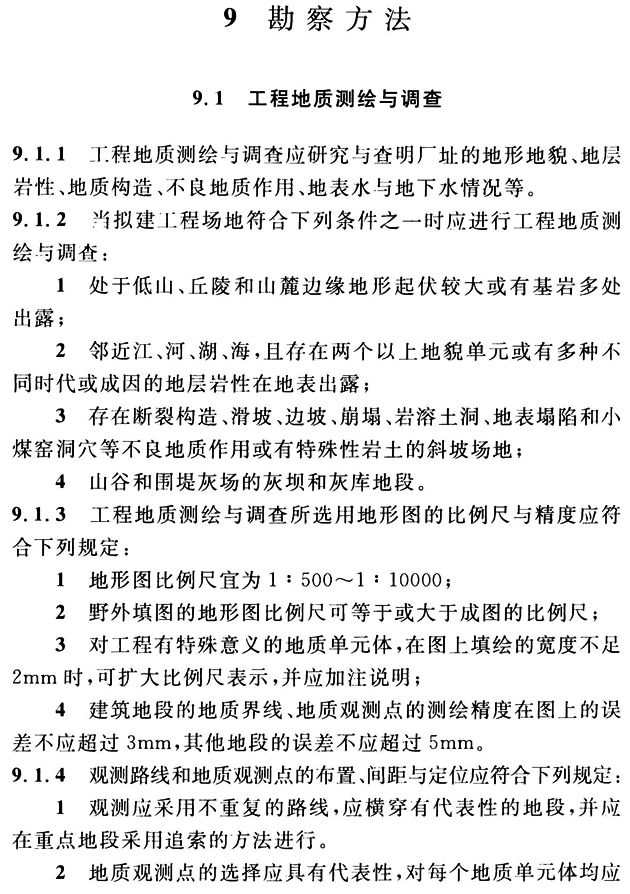 9 勘察方法
9.1 工程地质测绘与调查
9.1.1 工程地质测绘与调查应研究与查明厂址的地形地貌、地层
岩性、地质构造、不良地质作用、地表水与地下水情况等。
9.1.2 当拟建工程场地符合下列条件之一时应进行工程地质测
绘与调查：
1 处于低山、丘陵和山麓边缘地形起伏较大或有基岩多处
出露；
2 邻近江、河、湖、海，且存在两个以上地貌单元或有多种不
同时代或成因的地层岩性在地表出露；
3 存在断裂构造、滑坡、边坡、崩塌、岩溶土洞、地表塌陷和小
煤窑洞穴等不良地质作用或有特殊性岩土的斜坡场地；
4 山谷和围堤灰场的灰坝和灰库地段。
9.1.3 工程地质测绘与调查所选用地形图的比例尺与精度应符
合下列规定：
1 地形图比例尺宜为1∶500～1∶10000；
2 野外填图的地形图比例尺可等于或大于成图的比例尺；
3 对工程有特殊意义的地质单元体，在图上填绘的宽度不足
2mm时，可扩大比例尺表示，并应加注说明；
4 建筑地段的地质界线、地质观测点的测绘精度在图上的误
差不应超过3mm，其他地段的误差不应超过5mm。
9.1.4 观测路线和地质观测点的布置、间距与定位应符合下列规定：
1 观测应采用不重复的路线，应横穿有代表性的地段，并应
在重点地段采用追索的方法进行。
2 地质观测点的选择应具有代表性，对每个地质单元体均应